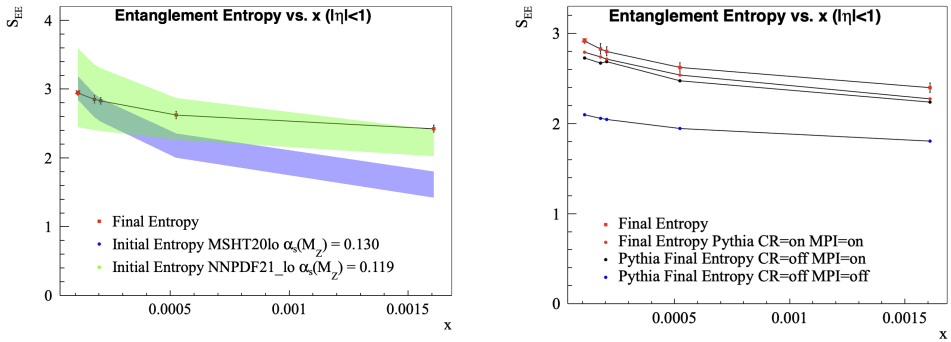 Entanglement Entropy vs. x (|η|<1)
S_EE
4
3
2
1
0
Final Entropy
Initial Entropy MSHT20lo α_s(M_Z) = 0.130
Initial Entropy NNPDF21_lo α_s(M_Z) = 0.119
0.0005
0.001
0.0015
x
Entanglement Entropy vs. x (|η|<1)
S_EE
3
2
1
0
Final Entropy
Final Entropy Pythia CR=on MPI=on
Pythia Final Entropy CR=off MPI=on
Pythia Final Entropy CR=off MPI=off
0.0005
0.001
0.0015
x